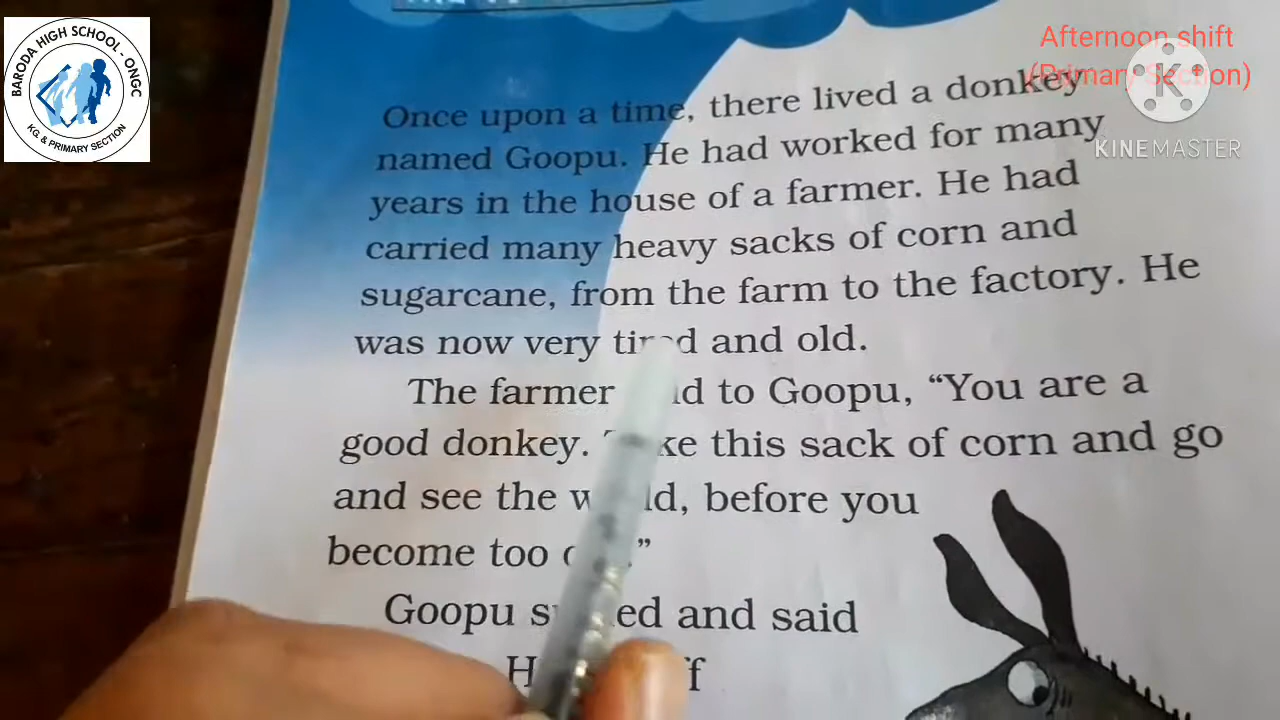 BARODA HIGH SCHOOL - ONGC
KG. & PRIMARY SECTION
Afternoon shift
(Primary Section)
K
KINEMASTER
Once upon a time, there lived a donkey
named Goopu. He had worked for many
years in the house of a farmer. He had
carried many heavy sacks of corn and
sugarcane, from the farm to the factory. He
was now very tired and old.
The farmer to Goopu, “You are a
good donkey. this sack of corn and go
and see the before you
become too
Goopu and said